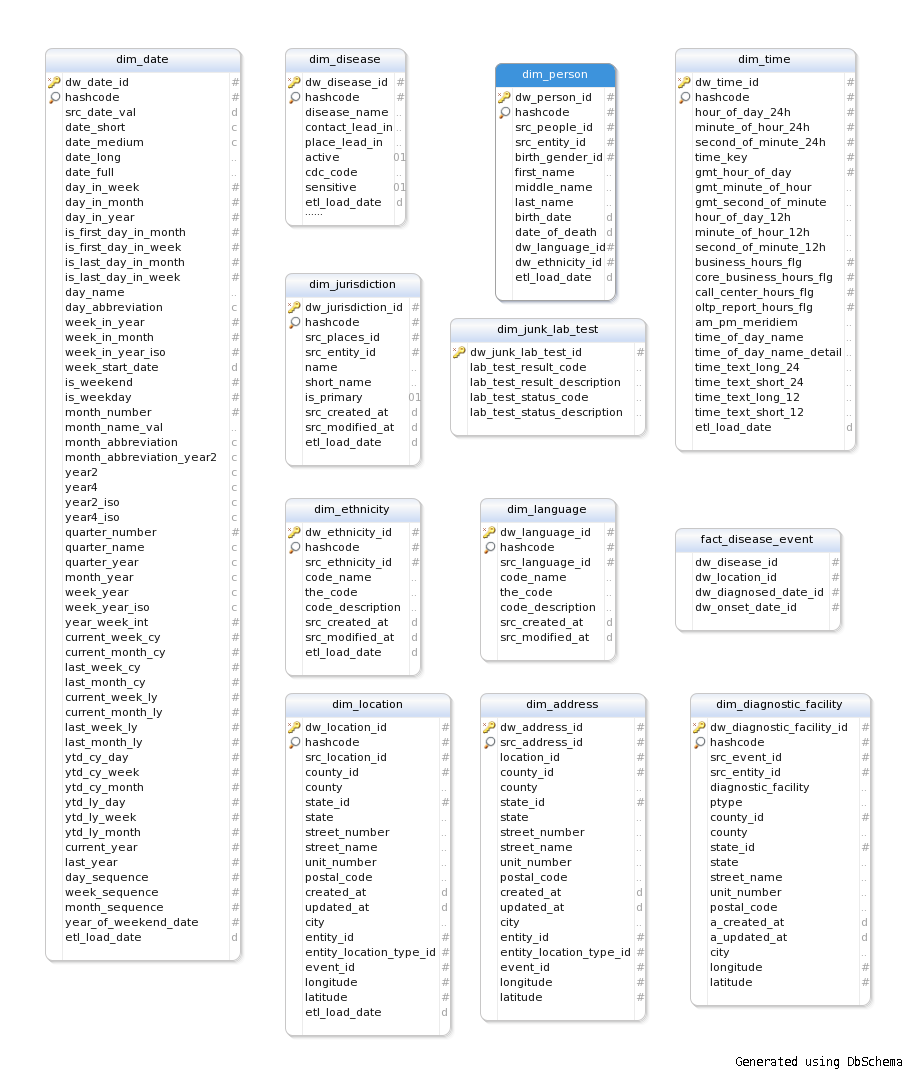 dim_date
dw_date_id #
hashcode #
src_date_val d
date_short c
date_medium c
date_long ..
date_full ..
day_in_week #
day_in_month #
day_in_year #
is_first_day_in_month #
is_first_day_in_week #
is_last_day_in_month #
is_last_day_in_week #
day_name ..
day_abbreviation c
week_in_year #
week_in_month #
week_in_year_iso #
week_start_date d
is_weekend #
is_weekday #
month_number #
month_name_val ..
month_abbreviation c
month_abbreviation_year2 c
year2 c
year4 c
year2_iso c
year4_iso c
quarter_number #
quarter_name c
quarter_year c
month_year c
week_year c
week_year_iso c
year_week_int #
current_week_cy #
current_month_cy #
last_week_cy #
last_month_cy #
current_week_ly #
current_month_ly #
last_week_ly #
last_month_ly #
ytd_cy_day #
ytd_cy_week #
ytd_cy_month #
ytd_ly_day #
ytd_ly_week #
ytd_ly_month #
current_year #
last_year #
day_sequence #
week_sequence #
month_sequence #
year_of_weekend_date #
etl_load_date d
dim_disease
dw_disease_id #
hashcode #
disease_name ..
contact_lead_in ..
place_lead_in ..
active 01
cdc_code ..
sensitive 01
etl_load_date d
......
dim_person
dw_person_id #
hashcode #
src_people_id #
src_entity_id #
birth_gender_id #
first_name ..
middle_name ..
last_name ..
birth_date d
date_of_death d
dw_language_id #
dw_ethnicity_id #
etl_load_date d
dim_time
dw_time_id #
hashcode #
hour_of_day_24h #
minute_of_hour_24h #
second_of_minute_24h #
time_key #
gmt_hour_of_day #
gmt_minute_of_hour ..
gmt_second_of_minute ..
hour_of_day_12h ..
minute_of_hour_12h ..
second_of_minute_12h ..
business_hours_flg #
core_business_hours_flg #
call_center_hours_flg #
oltp_report_hours_flg #
am_pm_meridiem ..
time_of_day_name ..
time_of_day_name_detail ..
time_text_long_24 ..
time_text_short_24 ..
time_text_long_12 ..
time_text_short_12 ..
etl_load_date d
dim_jurisdiction
dw_jurisdiction_id #
hashcode #
src_places_id #
src_entity_id #
name ..
short_name ..
is_primary 01
src_created_at d
src_modified_at d
etl_load_date d
dim_junk_lab_test
dw_junk_lab_test_id #
lab_test_result_code ..
lab_test_result_description ..
lab_test_status_code ..
lab_test_status_description ..
dim_ethnicity
dw_ethnicity_id #
hashcode #
src_ethnicity_id #
code_name ..
the_code ..
code_description ..
src_created_at d
src_modified_at d
etl_load_date d
dim_language
dw_language_id #
hashcode #
src_language_id #
code_name ..
the_code ..
code_description ..
src_created_at d
src_modified_at d
fact_disease_event
dw_disease_id #
dw_location_id #
dw_diagnosed_date_id #
dw_onset_date_id #
dim_location
dw_location_id #
hashcode #
src_location_id #
county_id #
county ..
state_id #
state ..
street_number ..
street_name ..
unit_number ..
postal_code ..
created_at d
updated_at d
city ..
entity_id #
entity_location_type_id #
event_id #
longitude #
latitude #
etl_load_date d
dim_address
dw_address_id #
src_address_id #
location_id #
county_id #
county ..
state_id #
state ..
street_number ..
street_name ..
unit_number ..
postal_code ..
created_at d
updated_at d
city ..
entity_id #
entity_location_type_id #
event_id #
longitude #
latitude #
dim_diagnostic_facility
dw_diagnostic_facility_id #
hashcode #
src_event_id #
src_entity_id #
diagnostic_facility ..
ptype ..
county_id #
county ..
state_id #
state ..
street_name ..
unit_number ..
postal_code ..
a_created_at d
a_updated_at d
city ..
longitude #
latitude #
Generated using DbSchema